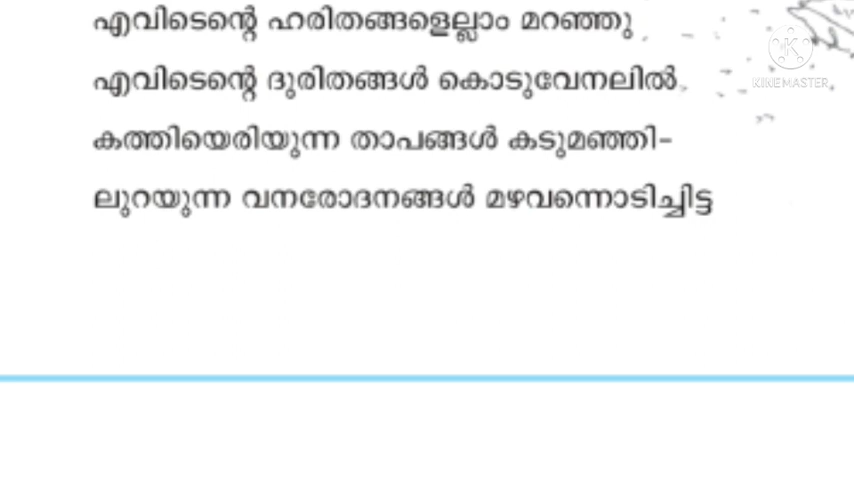 എവിടെന്റെ ഹരിതങ്ങളെല്ലാം മറഞ്ഞു
എവിടെന്റെ ദുരിതങ്ങൾ കൊടുവേനലിൽ
കത്തിയെരിയുന്ന താപങ്ങൾ കടുമഞ്ഞി-
ലുറയുന്ന വനരോദനങ്ങൾ മഴവന്നൊടിച്ചിട്ട
KINEMASTER